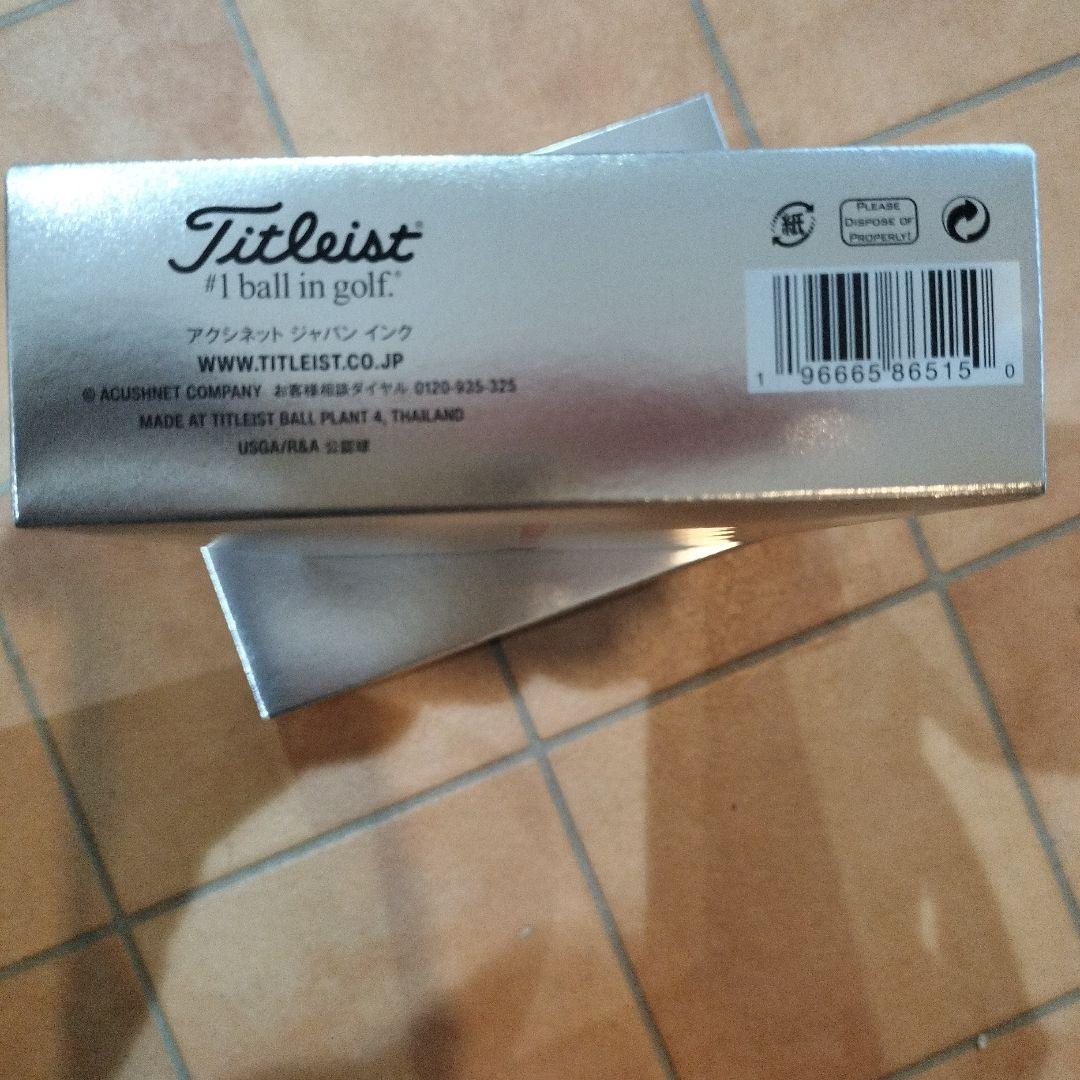 Titleist®
#1 ball in golf.®
アクシネット ジャパン インク
WWW.TITLEIST.CO.JP
© ACUSHNET COMPANY お客様相談ダイヤル 0120-935-325
MADE AT TITLEIST BALL PLANT 4, THAILAND
USGA/R&A 公認球
紙
PLEASE
DISPOSE OF
PROPERLY!
1 96665 86515 0